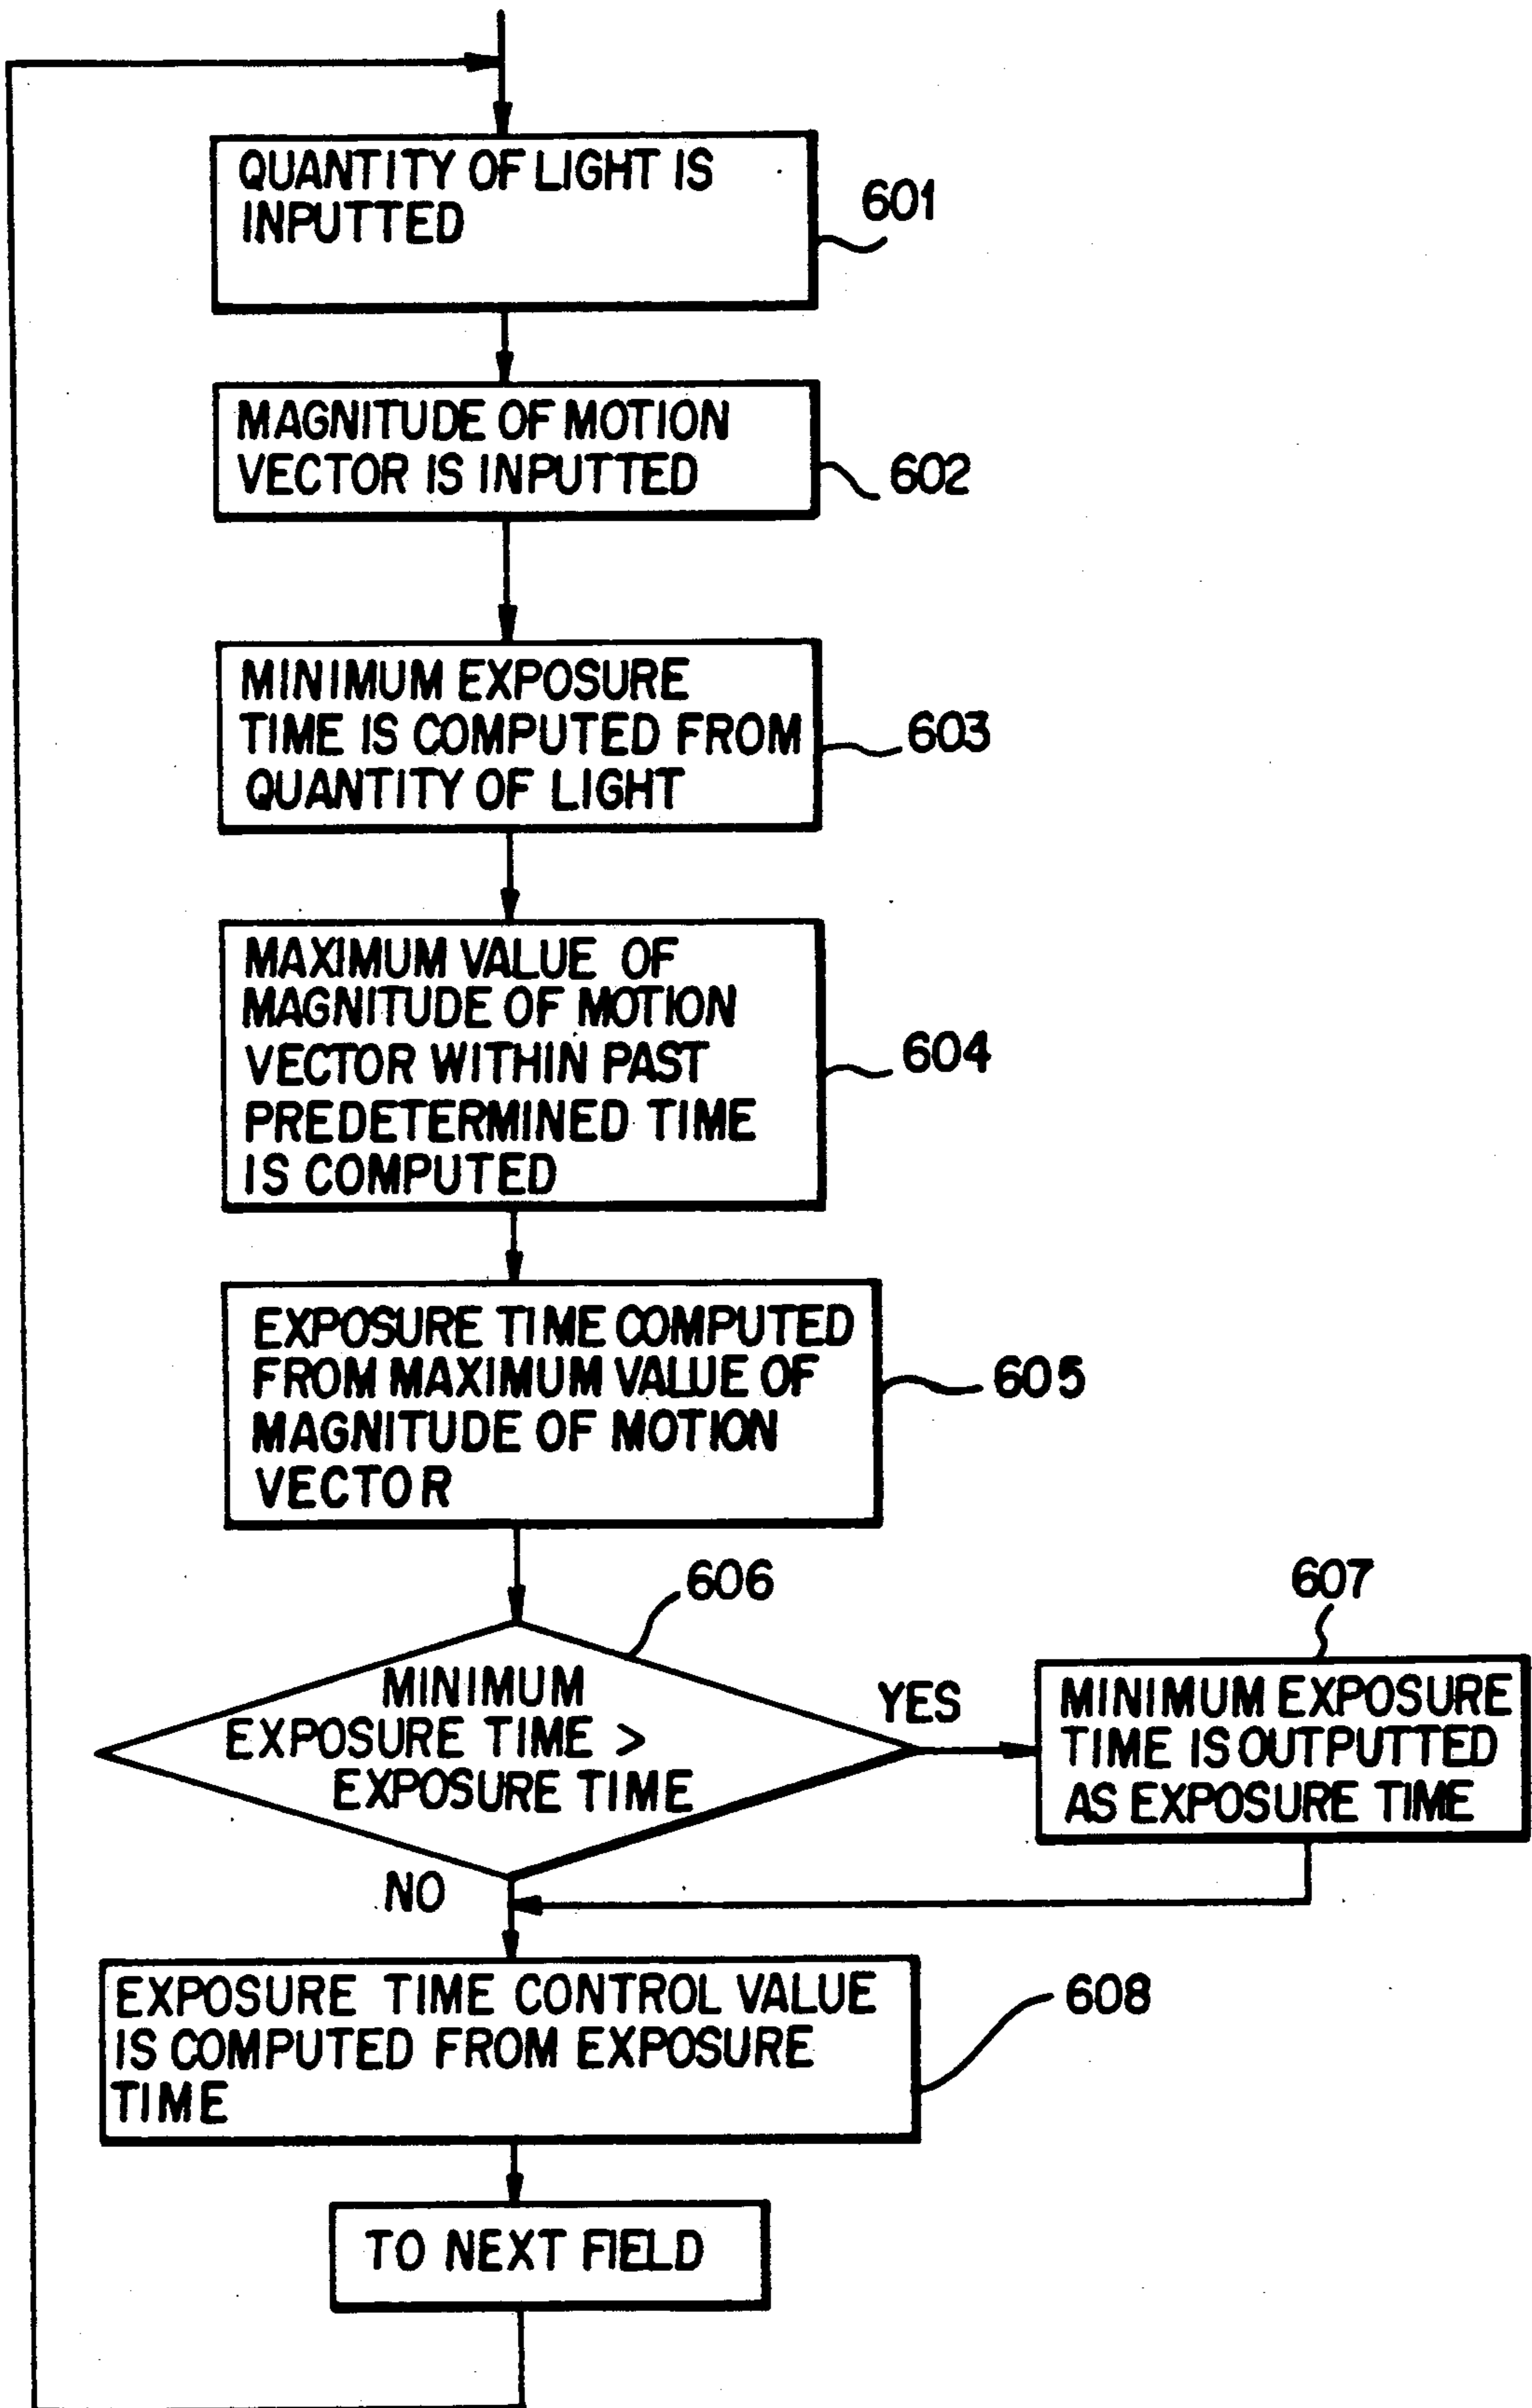 QUANTITY OF LIGHT IS
INPUTTED
601
MAGNITUDE OF MOTION
VECTOR IS INPUTTED
602
MINIMUM EXPOSURE
TIME IS COMPUTED FROM
QUANTITY OF LIGHT
603
MAXIMUM VALUE OF
MAGNITUDE OF MOTION
VECTOR WITHIN PAST
PREDETERMINED TIME
IS COMPUTED
604
EXPOSURE TIME COMPUTED
FROM MAXIMUM VALUE OF
MAGNITUDE OF MOTION
VECTOR
605
606
MINIMUM
EXPOSURE TIME >
EXPOSURE TIME
YES
607
MINIMUM EXPOSURE
TIME IS OUTPUTTED
AS EXPOSURE TIME
NO
EXPOSURE TIME CONTROL VALUE
IS COMPUTED FROM EXPOSURE
TIME
608
TO NEXT FIELD